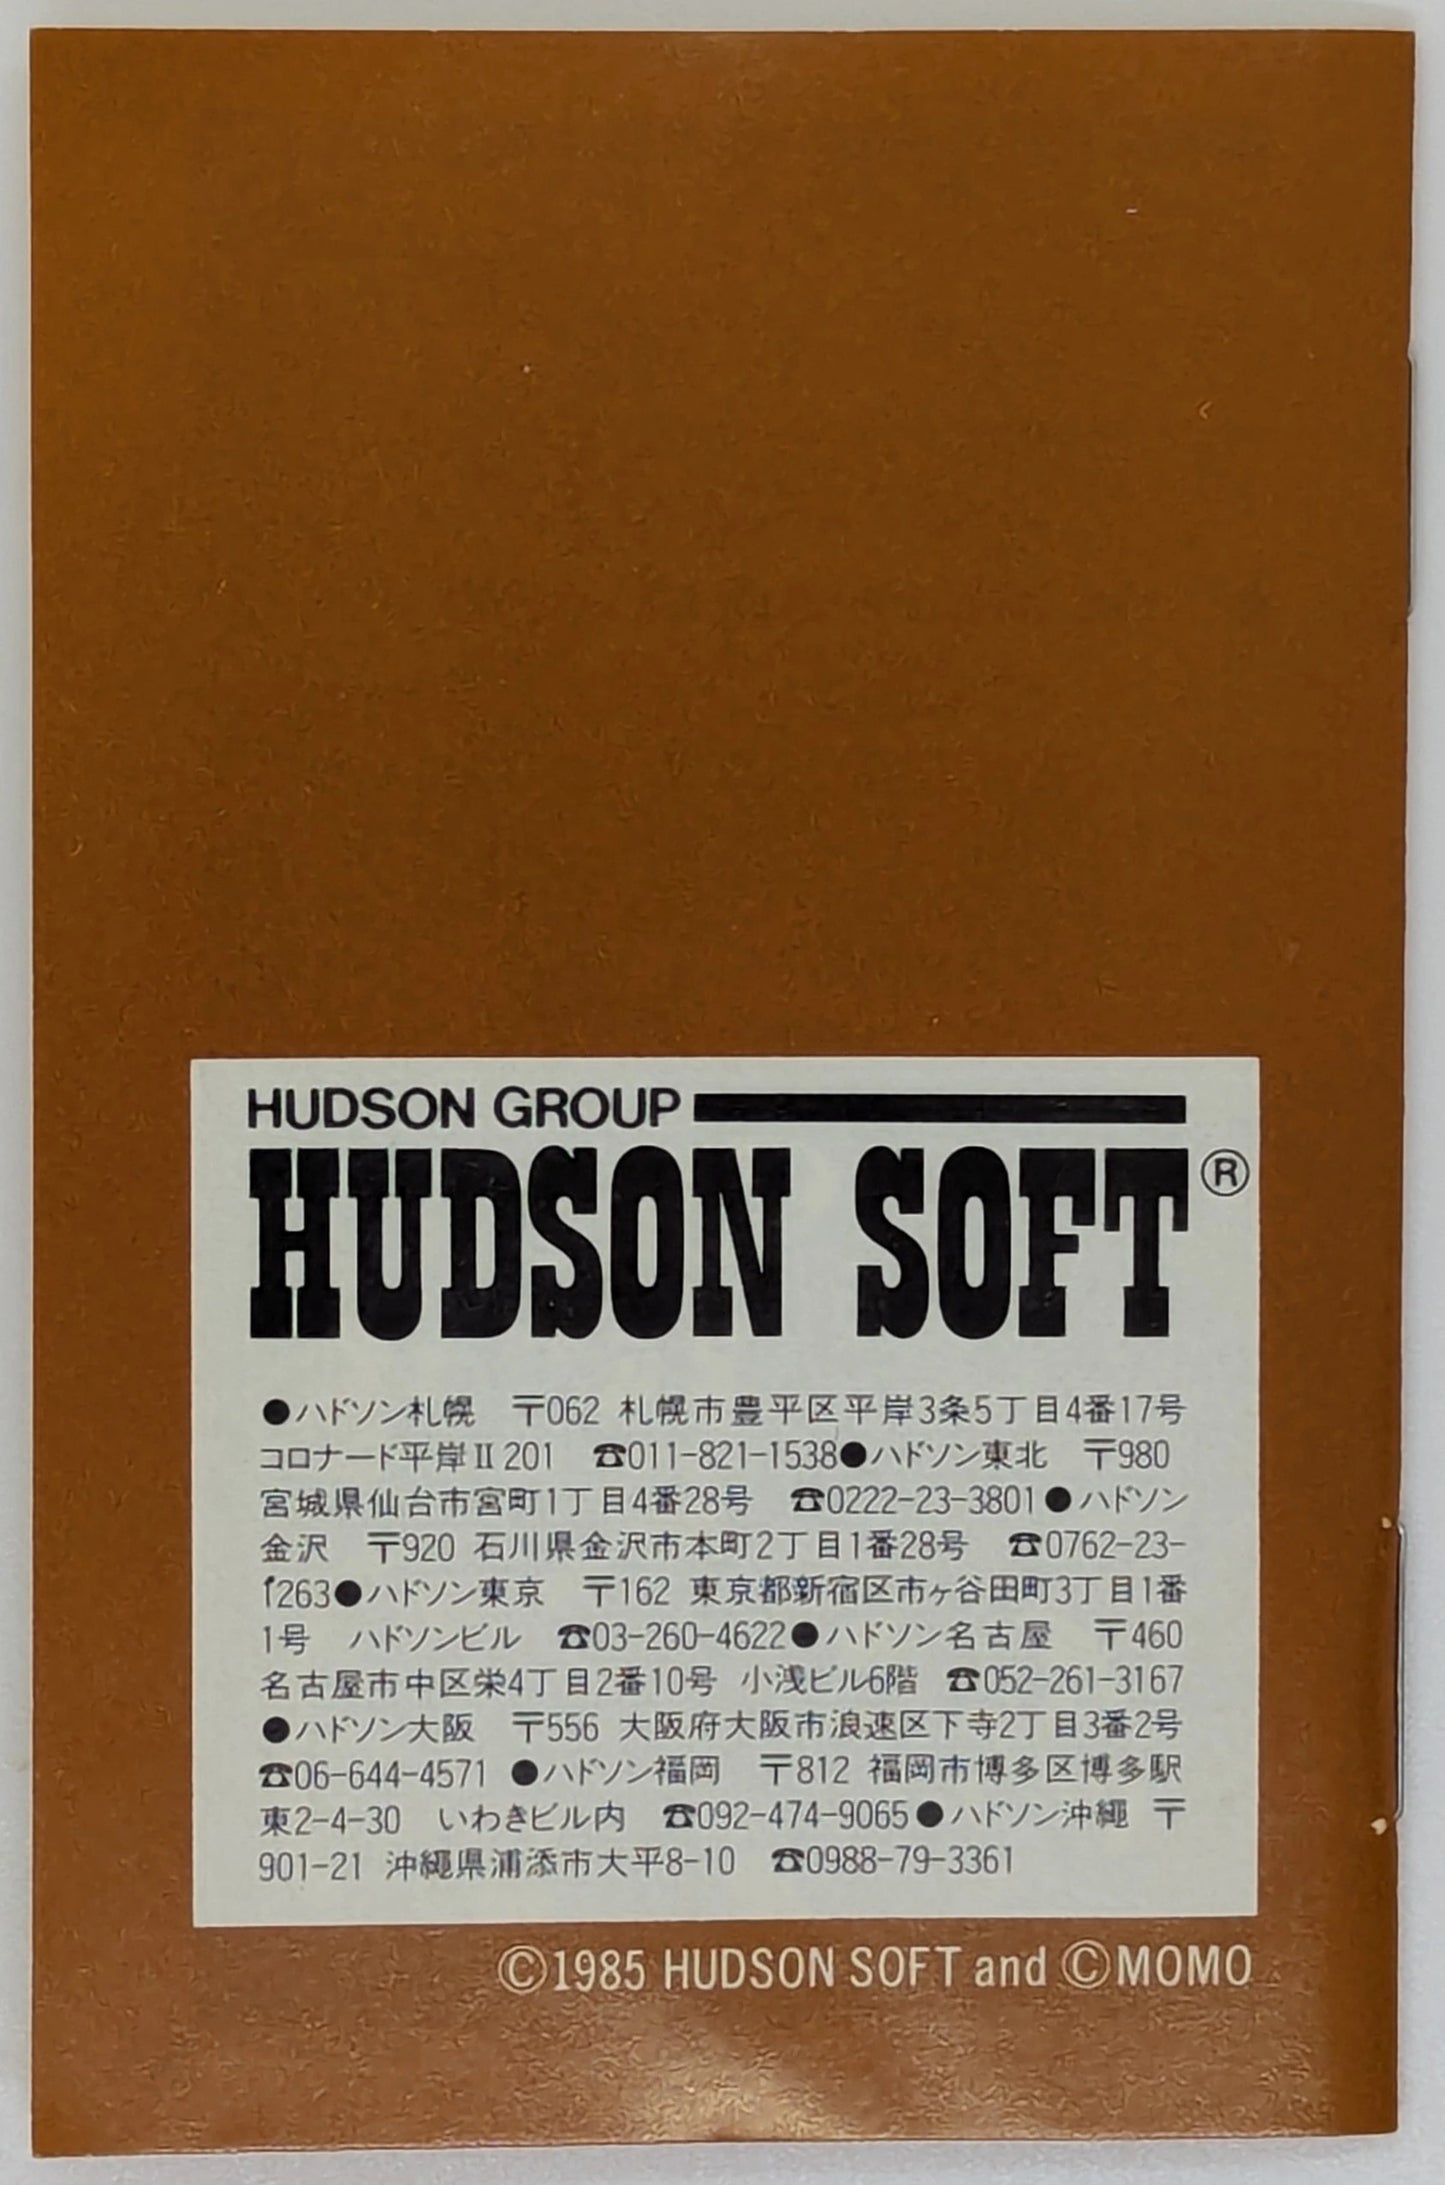 HUDSON GROUP
HUDSON SOFT®
●ハドソン札幌　〒062 札幌市豊平区平岸3条5丁目4番17号
コロナード平岸Ⅱ201　☎011-821-1538●ハドソン東北　〒980
宮城県仙台市宮町1丁目4番28号　☎0222-23-3801●ハドソン
金沢　〒920 石川県金沢市本町2丁目1番28号　☎0762-23-
1263●ハドソン東京　〒162 東京都新宿区市ヶ谷田町3丁目1番
1号　ハドソンビル　☎03-260-4622●ハドソン名古屋　〒460
名古屋市中区栄4丁目2番10号 小浅ビル6階　☎052-261-3167
●ハドソン大阪　〒556 大阪府大阪市浪速区下寺2丁目3番2号
☎06-644-4571 ●ハドソン福岡　〒812 福岡市博多区博多駅
東2-4-30　いわきビル内　☎092-474-9065●ハドソン沖縄 〒
901-21 沖縄県浦添市大平8-10　☎0988-79-3361
©1985 HUDSON SOFT and ©MOMO